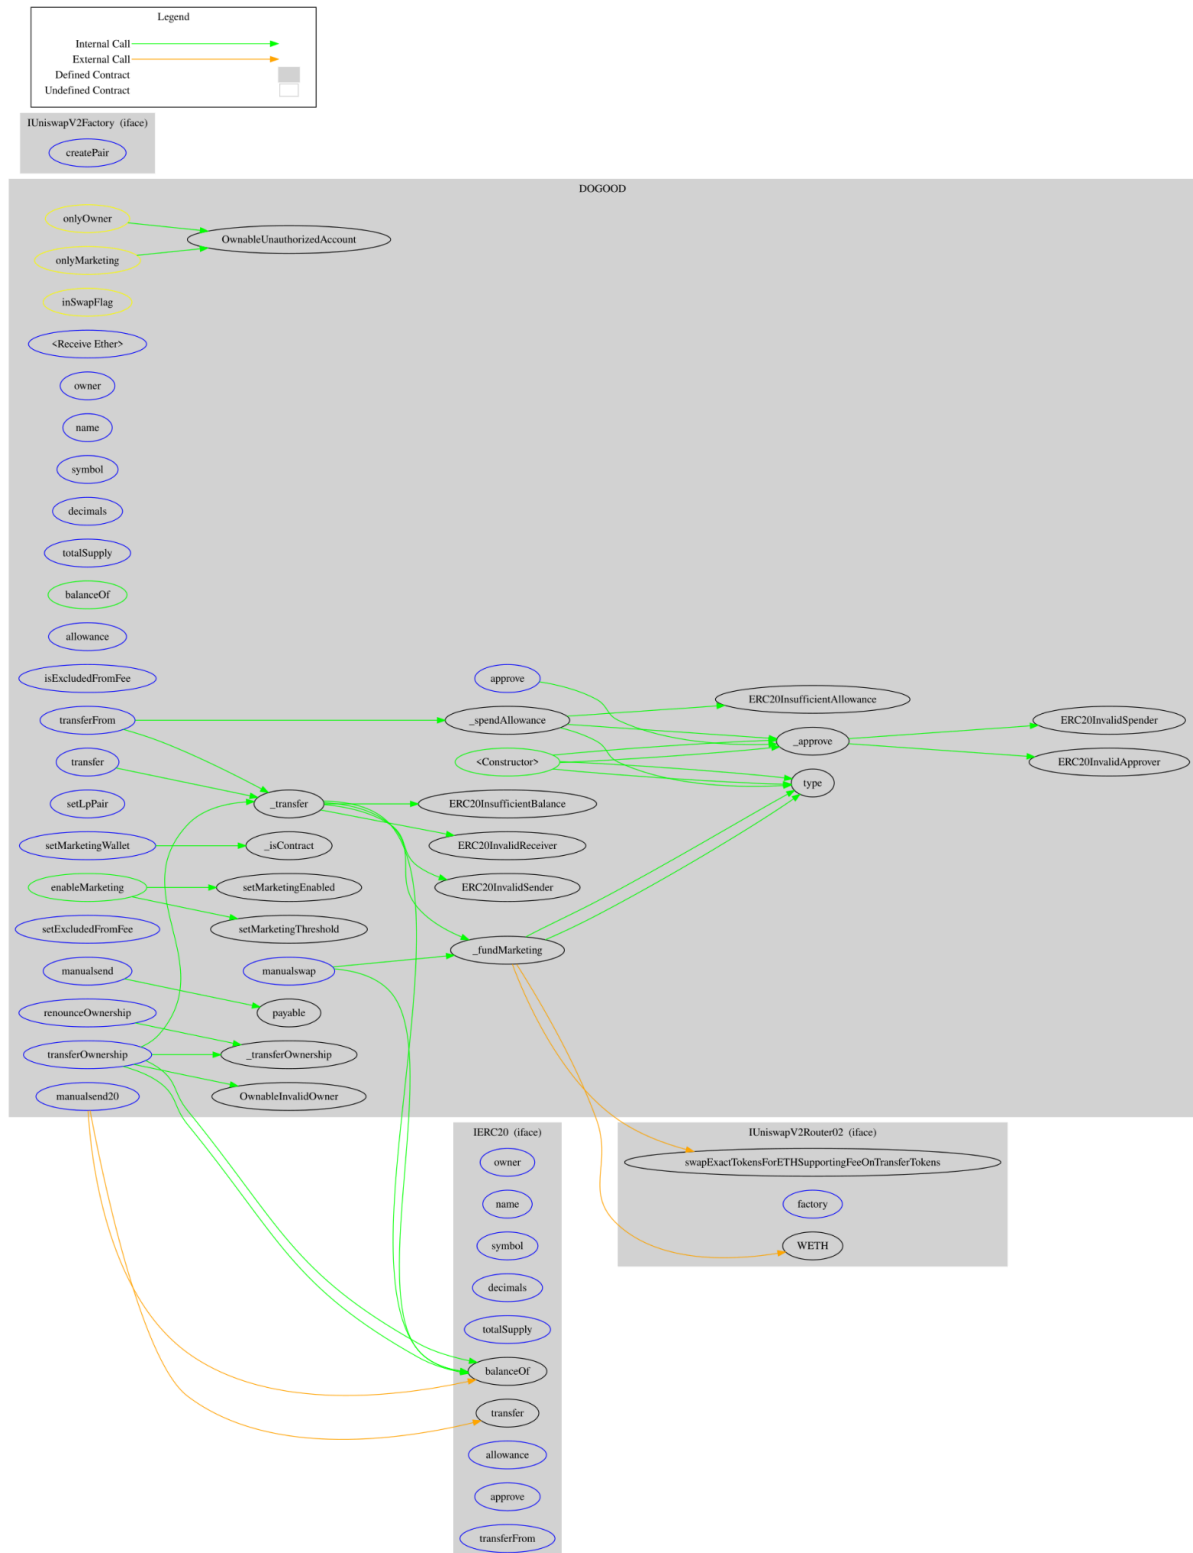 Legend
Internal Call
External Call
Defined Contract
Undefined Contract
IUniswapV2Factory (iface)
createPair
DOGOOD
onlyOwner
OwnableUnauthorizedAccount
onlyMarketing
inSwapFlag
<Receive Ether>
owner
name
symbol
decimals
totalSupply
balanceOf
allowance
isExcludedFromFee
approve
ERC20InsufficientAllowance
transferFrom
_spendAllowance
ERC20InvalidSpender
_approve
transfer
<Constructor>
ERC20InvalidApprover
type
setLpPair
_transfer
ERC20InsufficientBalance
setMarketingWallet
_isContract
ERC20InvalidReceiver
enableMarketing
setMarketingEnabled
ERC20InvalidSender
setExcludedFromFee
setMarketingThreshold
_fundMarketing
manualsend
manualswap
renounceOwnership
payable
transferOwnership
_transferOwnership
manualsend20
OwnableInvalidOwner
IERC20 (iface)
owner
name
symbol
decimals
totalSupply
balanceOf
transfer
allowance
approve
transferFrom
IUniswapV2Router02 (iface)
swapExactTokensForETHSupportingFeeOnTransferTokens
factory
WETH